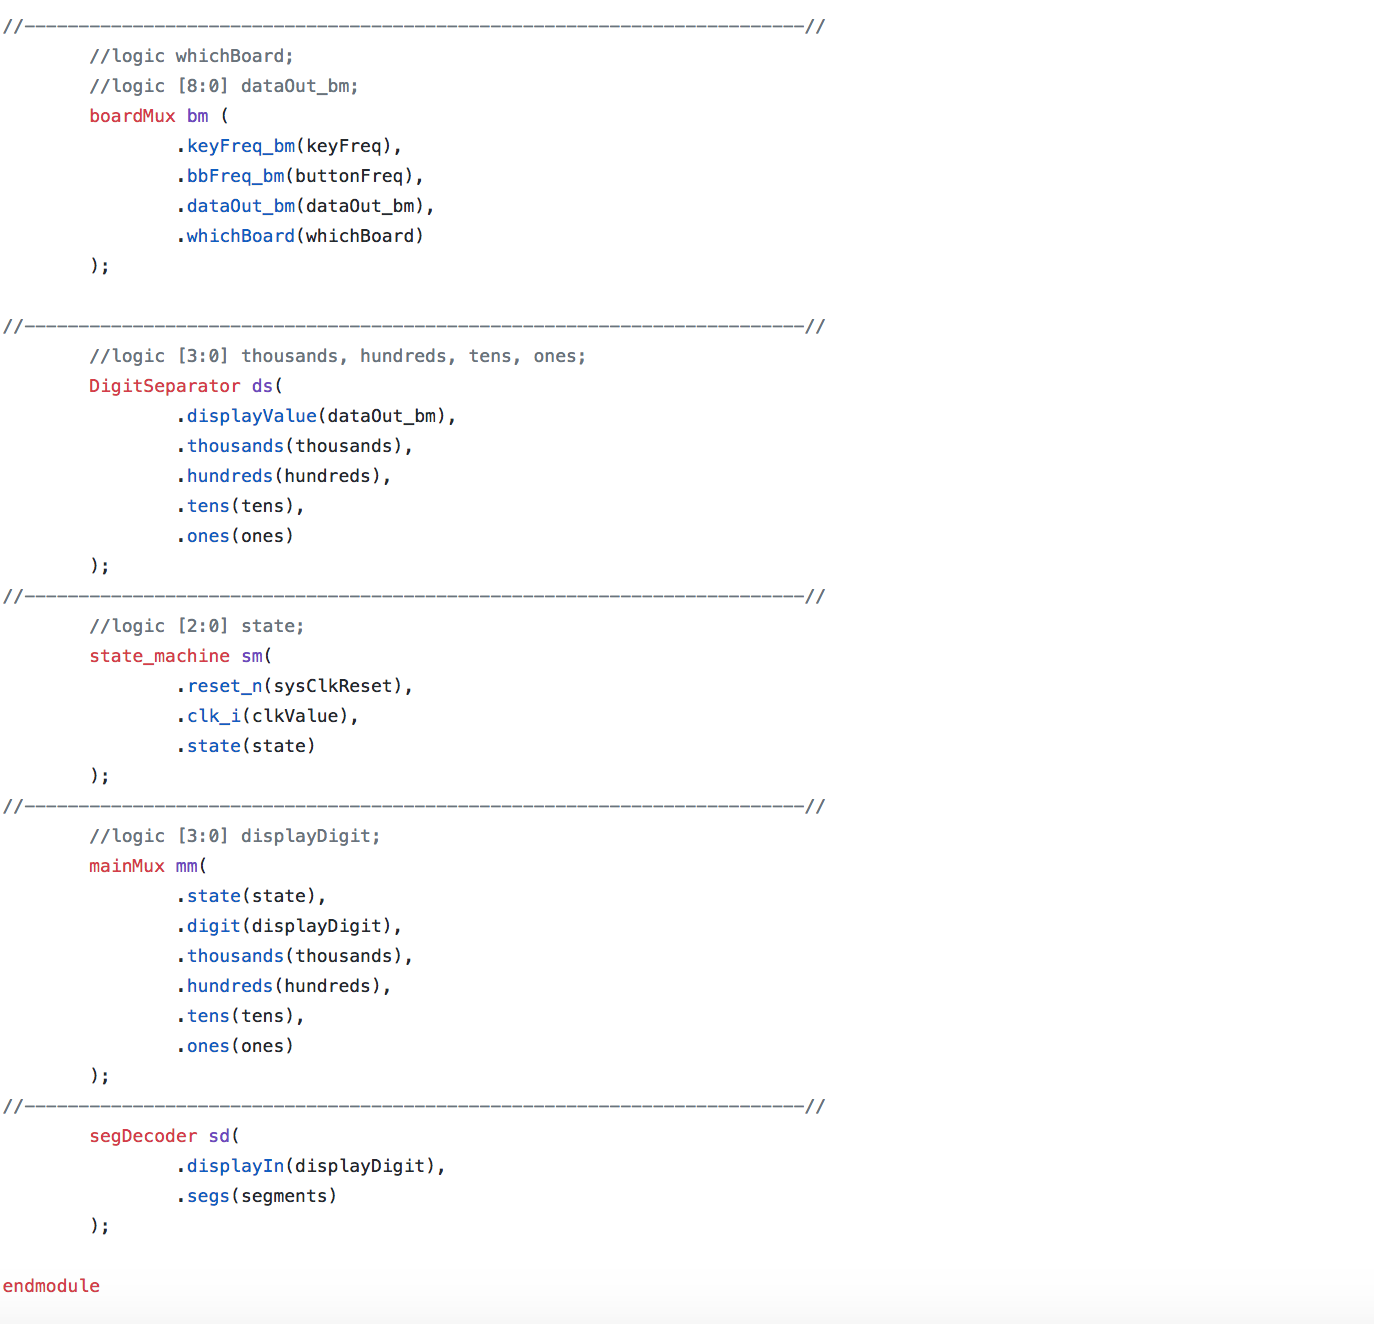 //------------------------------------------------------------------------//
//logic whichBoard;
//logic [8:0] dataOut_bm;
boardMux bm (
.keyFreq_bm(keyFreq),
.bbFreq_bm(buttonFreq),
.dataOut_bm(dataOut_bm),
.whichBoard(whichBoard)
);
//------------------------------------------------------------------------//
//logic [3:0] thousands, hundreds, tens, ones;
DigitSeparator ds(
.displayValue(dataOut_bm),
.thousands(thousands),
.hundreds(hundreds),
.tens(tens),
.ones(ones)
);
//------------------------------------------------------------------------//
//logic [2:0] state;
state_machine sm(
.reset_n(sysClkReset),
.clk_i(clkValue),
.state(state)
);
//------------------------------------------------------------------------//
//logic [3:0] displayDigit;
mainMux mm(
.state(state),
.digit(displayDigit),
.thousands(thousands),
.hundreds(hundreds),
.tens(tens),
.ones(ones)
);
//------------------------------------------------------------------------//
segDecoder sd(
.displayIn(displayDigit),
.segs(segments)
);
endmodule